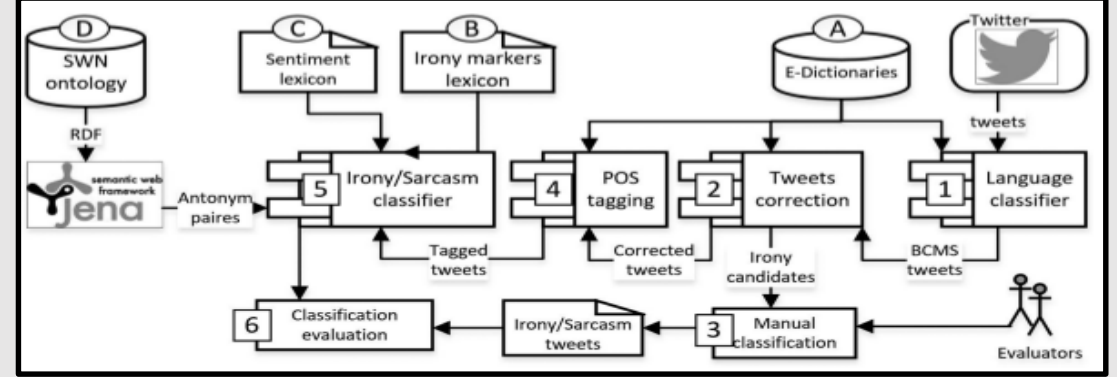 D
SWN
ontology
C
Sentiment
lexicon
B
Irony markers
lexicon
A
E-Dictionaries
Twitter
RDF
tweets
semantic web
framework
Jena
Antonym
paires
5
Irony/Sarcasm
classifier
4
POS
tagging
2
Tweets
correction
1
Language
classifier
Tagged
tweets
Corrected
tweets
Irony
candidates
BCMS
tweets
6
Classification
evaluation
Irony/Sarcasm
tweets
3
Manual
classification
Evaluators